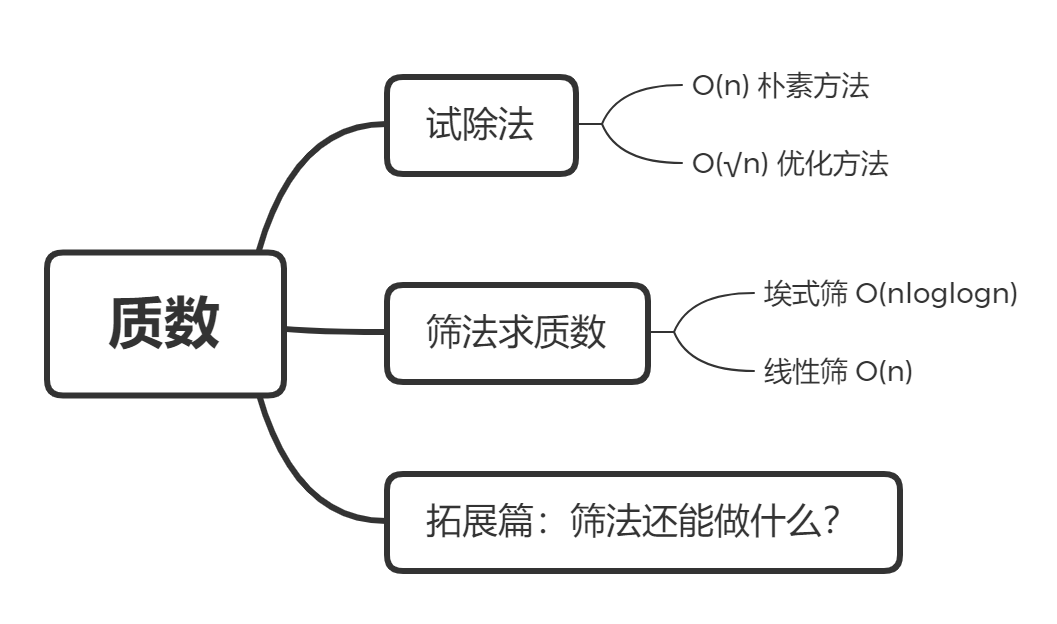 质数
试除法
O(n) 朴素方法
O(√n) 优化方法
筛法求质数
埃式筛 O(nloglogn)
线性筛 O(n)
拓展篇：筛法还能做什么？